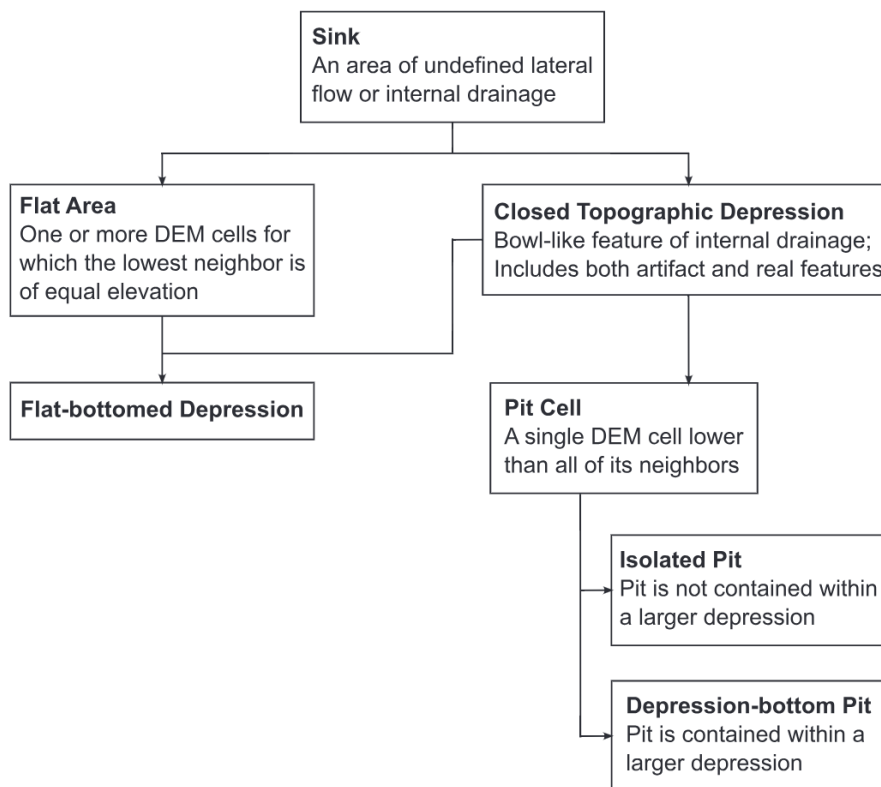 Sink
An area of undefined lateral
flow or internal drainage
Flat Area
One or more DEM cells for
which the lowest neighbor is
of equal elevation
Closed Topographic Depression
Bowl-like feature of internal drainage;
Includes both artifact and real features
Flat-bottomed Depression
Pit Cell
A single DEM cell lower
than all of its neighbors
Isolated Pit
Pit is not contained within
a larger depression
Depression-bottom Pit
Pit is contained within a
larger depression